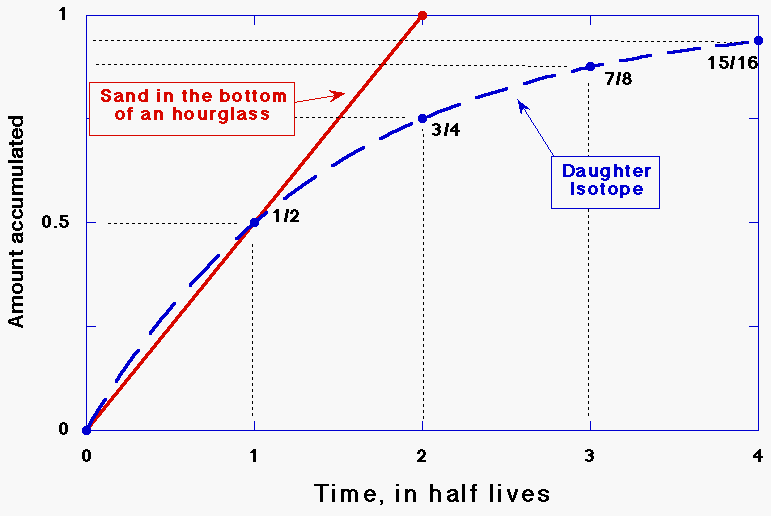 1
15/16
7/8
Sand in the bottom
of an hourglass
3/4
Daughter
Isotope
Amount accumulated
0.5
1/2
0
0
1
2
3
4
Time, in half lives